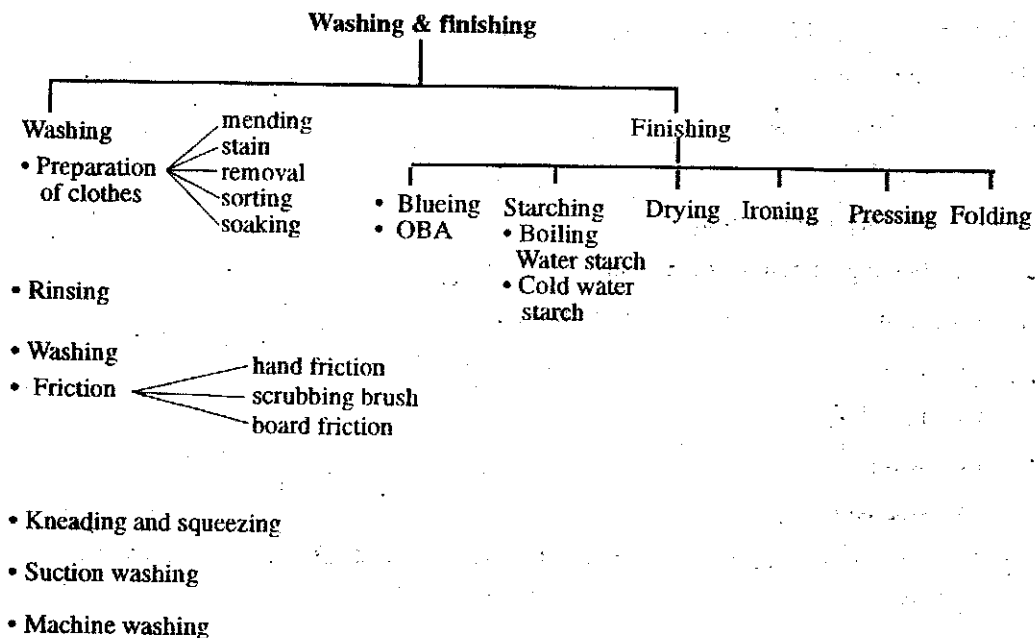 Washing & finishing
Washing
• Preparation
of clothes
mending
stain
removal
sorting
soaking
• Rinsing
• Washing
• Friction
hand friction
scrubbing brush
board friction
• Kneading and squeezing
• Suction washing
• Machine washing
Finishing
• Blueing
• OBA
Starching
• Boiling
Water starch
• Cold water
starch
Drying
Ironing
Pressing
Folding